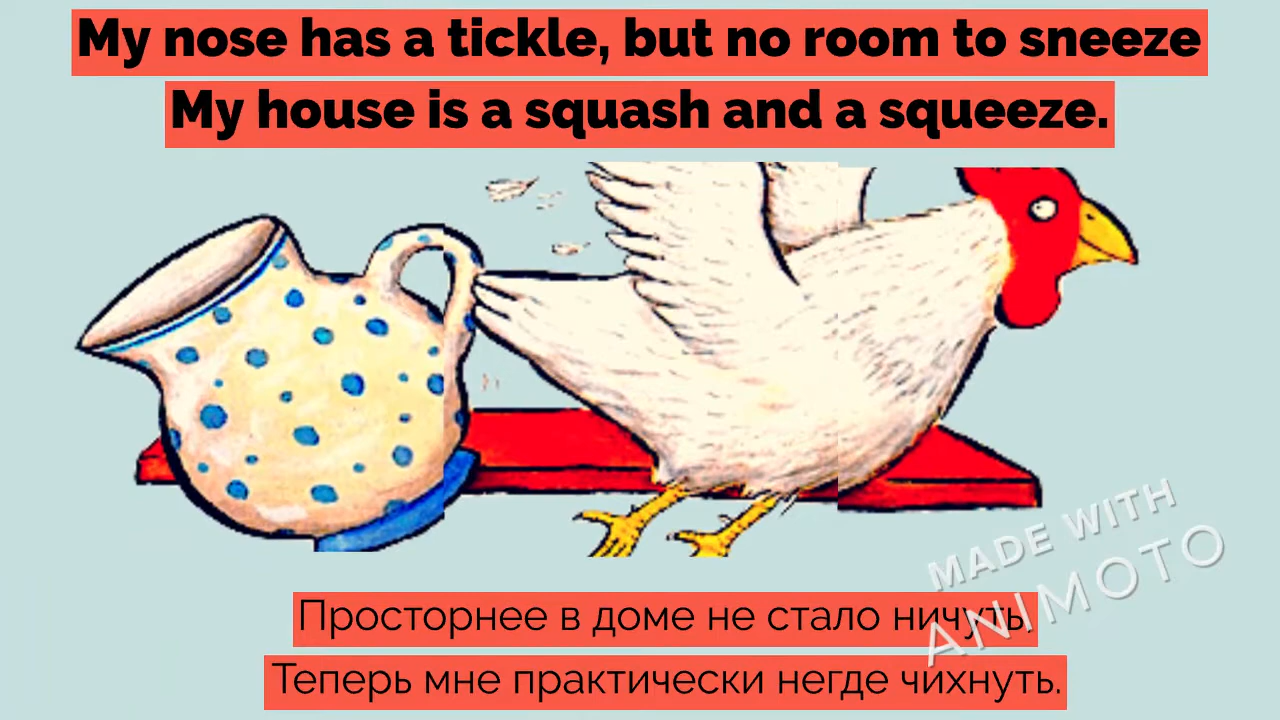 My nose has a tickle, but no room to sneeze
My house is a squash and a squeeze.
Просторнее в доме не стало ничуть,
Теперь мне практически негде чихнуть.
MADE WITH
ANIMOTO